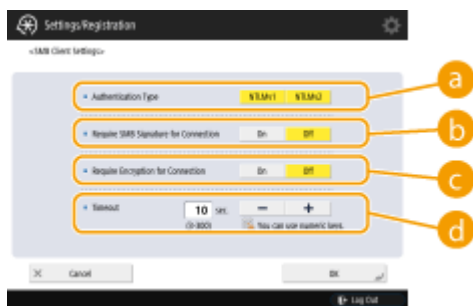 Settings/Registration
<SMB Client Settings>
Authentication Type NTLMv1 NTLMv2
Require SMB Signature for Connection On Off
Require Encryption for Connection On Off
Timeout 10 sec. − +
(0-300) You can use numeric keys.
× Cancel OK
Log Out
a
b
c
d